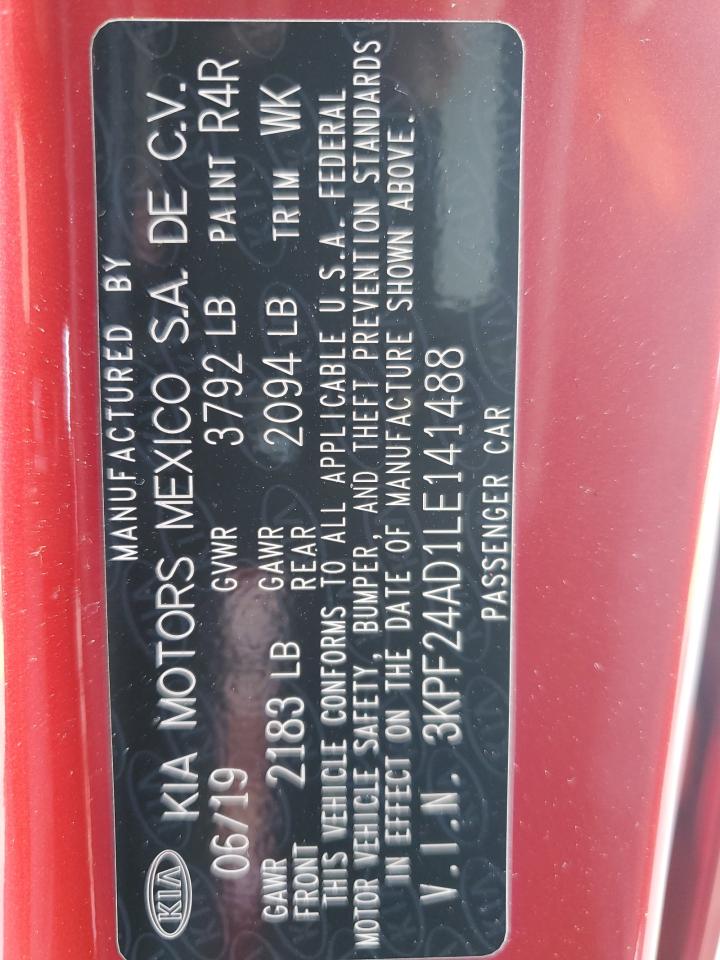 MANUFACTURED BY
KIA KIA MOTORS MEXICO S.A. DE C.V.
06/19 GVWR 3792 LB PAINT R4R
GAWR FRONT 2183 LB GAWR REAR 2094 LB TRIM WK
THIS VEHICLE CONFORMS TO ALL APPLICABLE U.S.A. FEDERAL
MOTOR VEHICLE SAFETY, BUMPER, AND THEFT PREVENTION STANDARDS
IN EFFECT ON THE DATE OF MANUFACTURE SHOWN ABOVE.
V.I.N. 3KPF24AD1LE141488
PASSENGER CAR